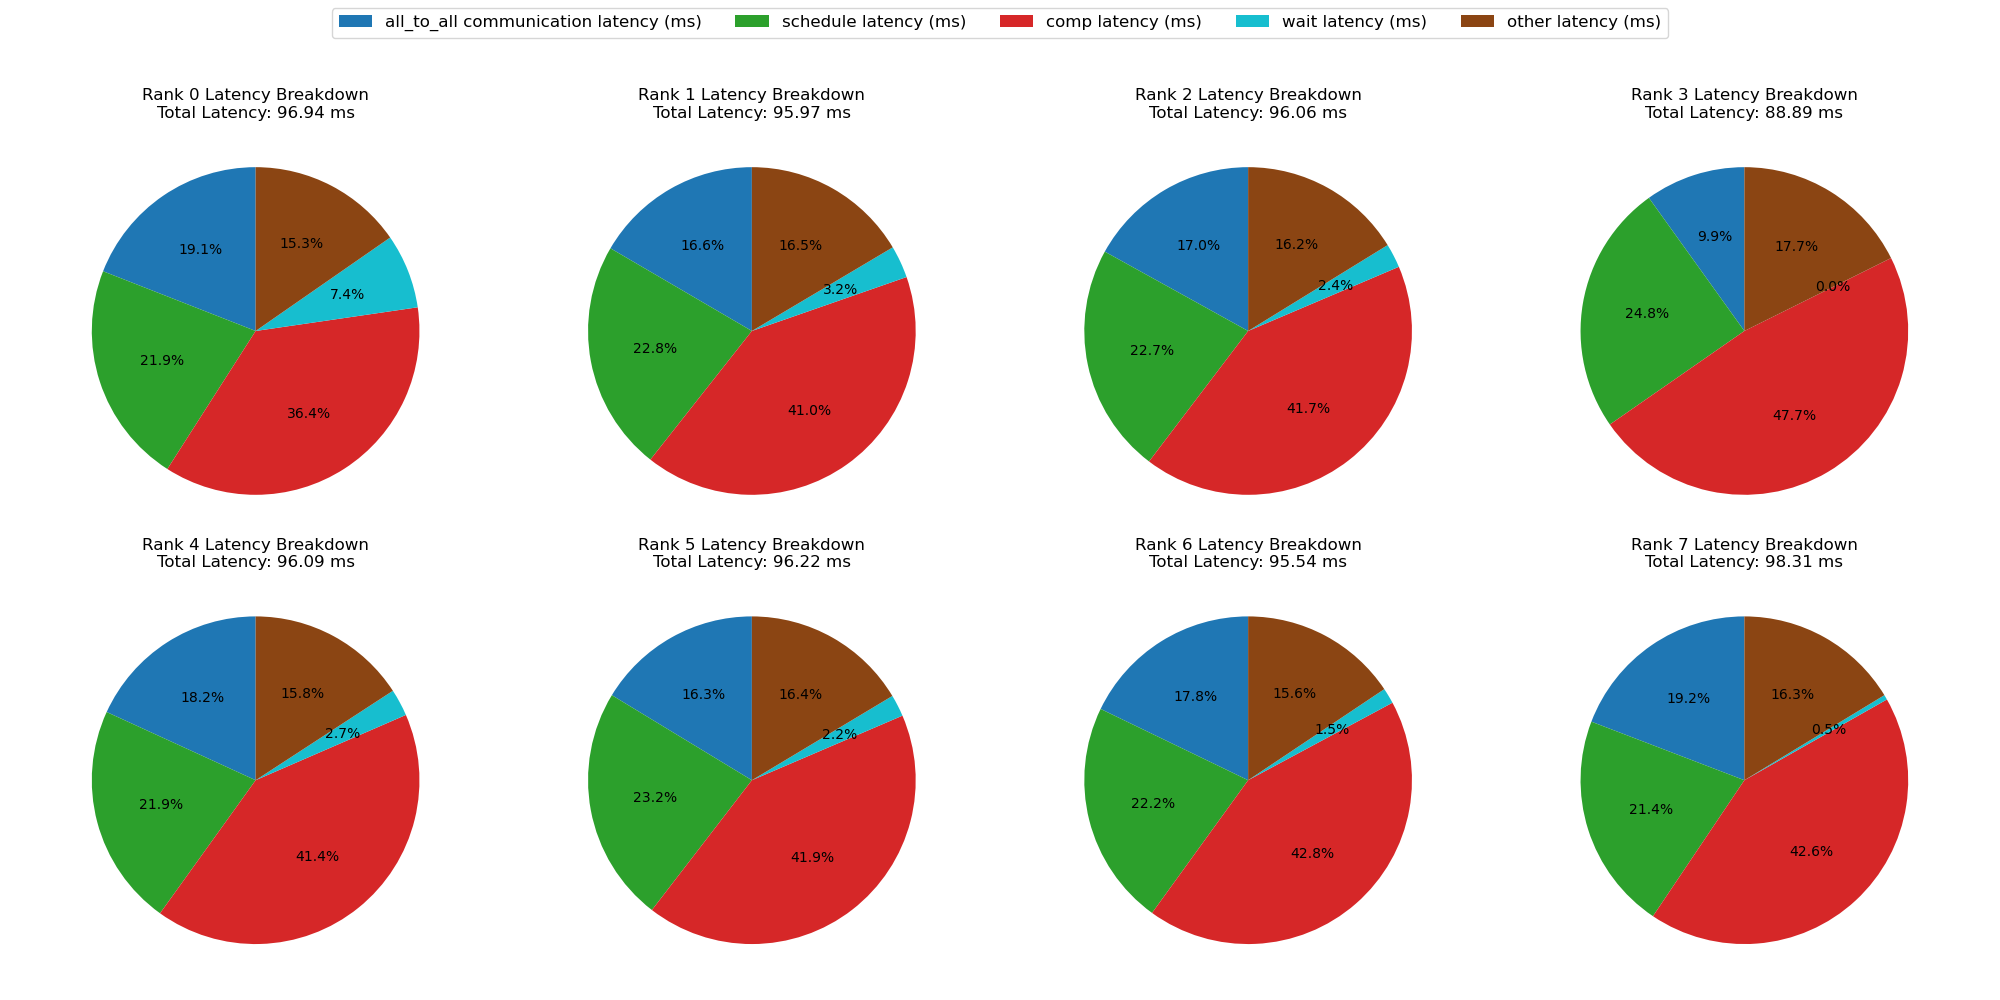 all_to_all communication latency (ms) schedule latency (ms) comp latency (ms) wait latency (ms) other latency (ms)
Rank 0 Latency Breakdown
Total Latency: 96.94 ms
19.1%
15.3%
7.4%
21.9%
36.4%
Rank 1 Latency Breakdown
Total Latency: 95.97 ms
16.6%
16.5%
3.2%
22.8%
41.0%
Rank 2 Latency Breakdown
Total Latency: 96.06 ms
17.0%
16.2%
2.4%
22.7%
41.7%
Rank 3 Latency Breakdown
Total Latency: 88.89 ms
9.9%
17.7%
0.0%
24.8%
47.7%
Rank 4 Latency Breakdown
Total Latency: 96.09 ms
18.2%
15.8%
2.7%
21.9%
41.4%
Rank 5 Latency Breakdown
Total Latency: 96.22 ms
16.3%
16.4%
2.2%
23.2%
41.9%
Rank 6 Latency Breakdown
Total Latency: 95.54 ms
17.8%
15.6%
1.5%
22.2%
42.8%
Rank 7 Latency Breakdown
Total Latency: 98.31 ms
19.2%
16.3%
0.5%
21.4%
42.6%